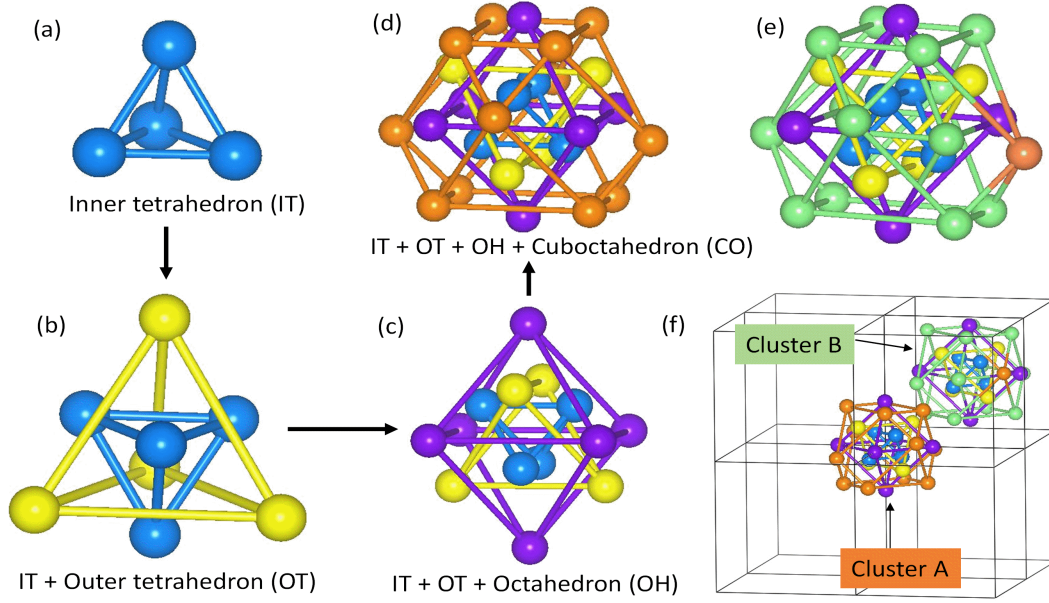 (a)
Inner tetrahedron (IT)
(b)
IT + Outer tetrahedron (OT)
(c)
IT + OT + Octahedron (OH)
(d)
IT + OT + OH + Cuboctahedron (CO)
(e)
(f)
Cluster B
Cluster A